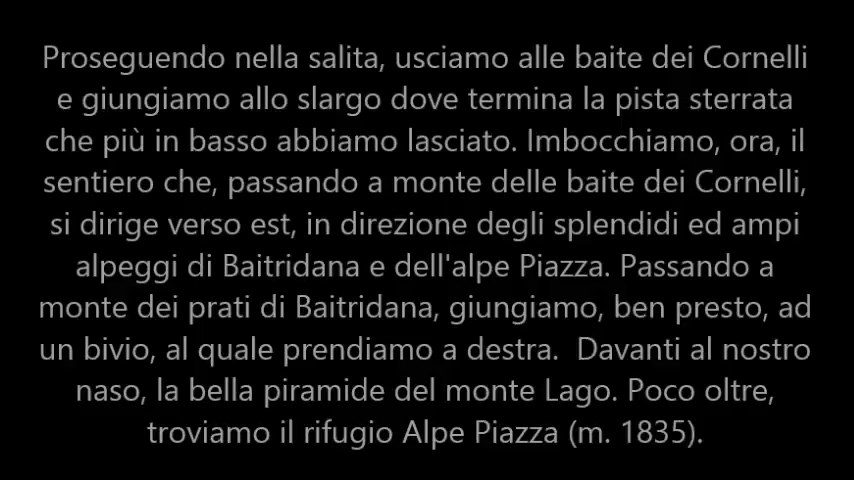 Proseguendo nella salita, usciamo alle baite dei Cornelli
e giungiamo allo slargo dove termina la pista sterrata
che più in basso abbiamo lasciato. Imbocchiamo, ora, il
sentiero che, passando a monte delle baite dei Cornelli,
si dirige verso est, in direzione degli splendidi ed ampi
alpeggi di Baitridana e dell'alpe Piazza. Passando a
monte dei prati di Baitridana, giungiamo, ben presto, ad
un bivio, al quale prendiamo a destra.  Davanti al nostro
naso, la bella piramide del monte Lago. Poco oltre,
troviamo il rifugio Alpe Piazza (m. 1835).